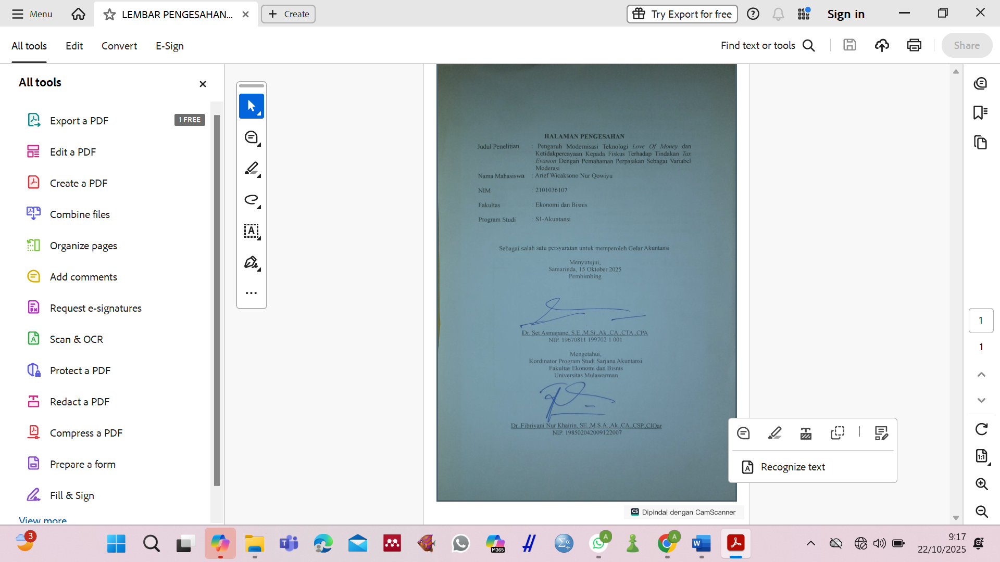 Menu
LEMBAR PENGESAHAN...
Create
Try Export for free
Sign in
All tools
Edit
Convert
E-Sign
Find text or tools
Share
All tools
Export a PDF
1 FREE
Edit a PDF
Create a PDF
Combine files
Organize pages
Add comments
Request e-signatures
Scan & OCR
Protect a PDF
Redact a PDF
Compress a PDF
Prepare a form
Fill & Sign
View more
HALAMAN PENGESAHAN
Judul Penelitian : Pengaruh Modernisasi Teknologi Love Of Money dan
Ketidakpercayaan Kepada Fiskus Terhadap Tindakan Tax
Evasion Dengan Pemahaman Perpajakan Sebagai Variabel
Moderasi
Nama Mahasiswa : Arief Wicaksono Nur Qowiyu
NIM : 2101036107
Fakultas : Ekonomi dan Bisnis
Program Studi : S1-Akuntansi
Sebagai salah satu persyaratan untuk memperoleh Gelar Akuntansi
Menyutujui,
Samarinda, 15 Oktober 2025
Pembimbing
Dr. Set Asmapane, S.E.,M.Si.,Ak.,CA.,CTA.,CPA
NIP. 19670811 199702 1 001
Mengetahui,
Kordinator Program Studi Sarjana Akuntansi
Fakultas Ekonomi dan Bisnis
Universitas Mulawarman
Dr. Fibriyani Nur Khairin, SE.,M.S.A.,Ak.,CA.,CSP.,CIQar
NIP. 198502042009122007
CS Dipindai dengan CamScanner
Recognize text
1
1
1:1
3
M365
A
A
9:17
22/10/2025